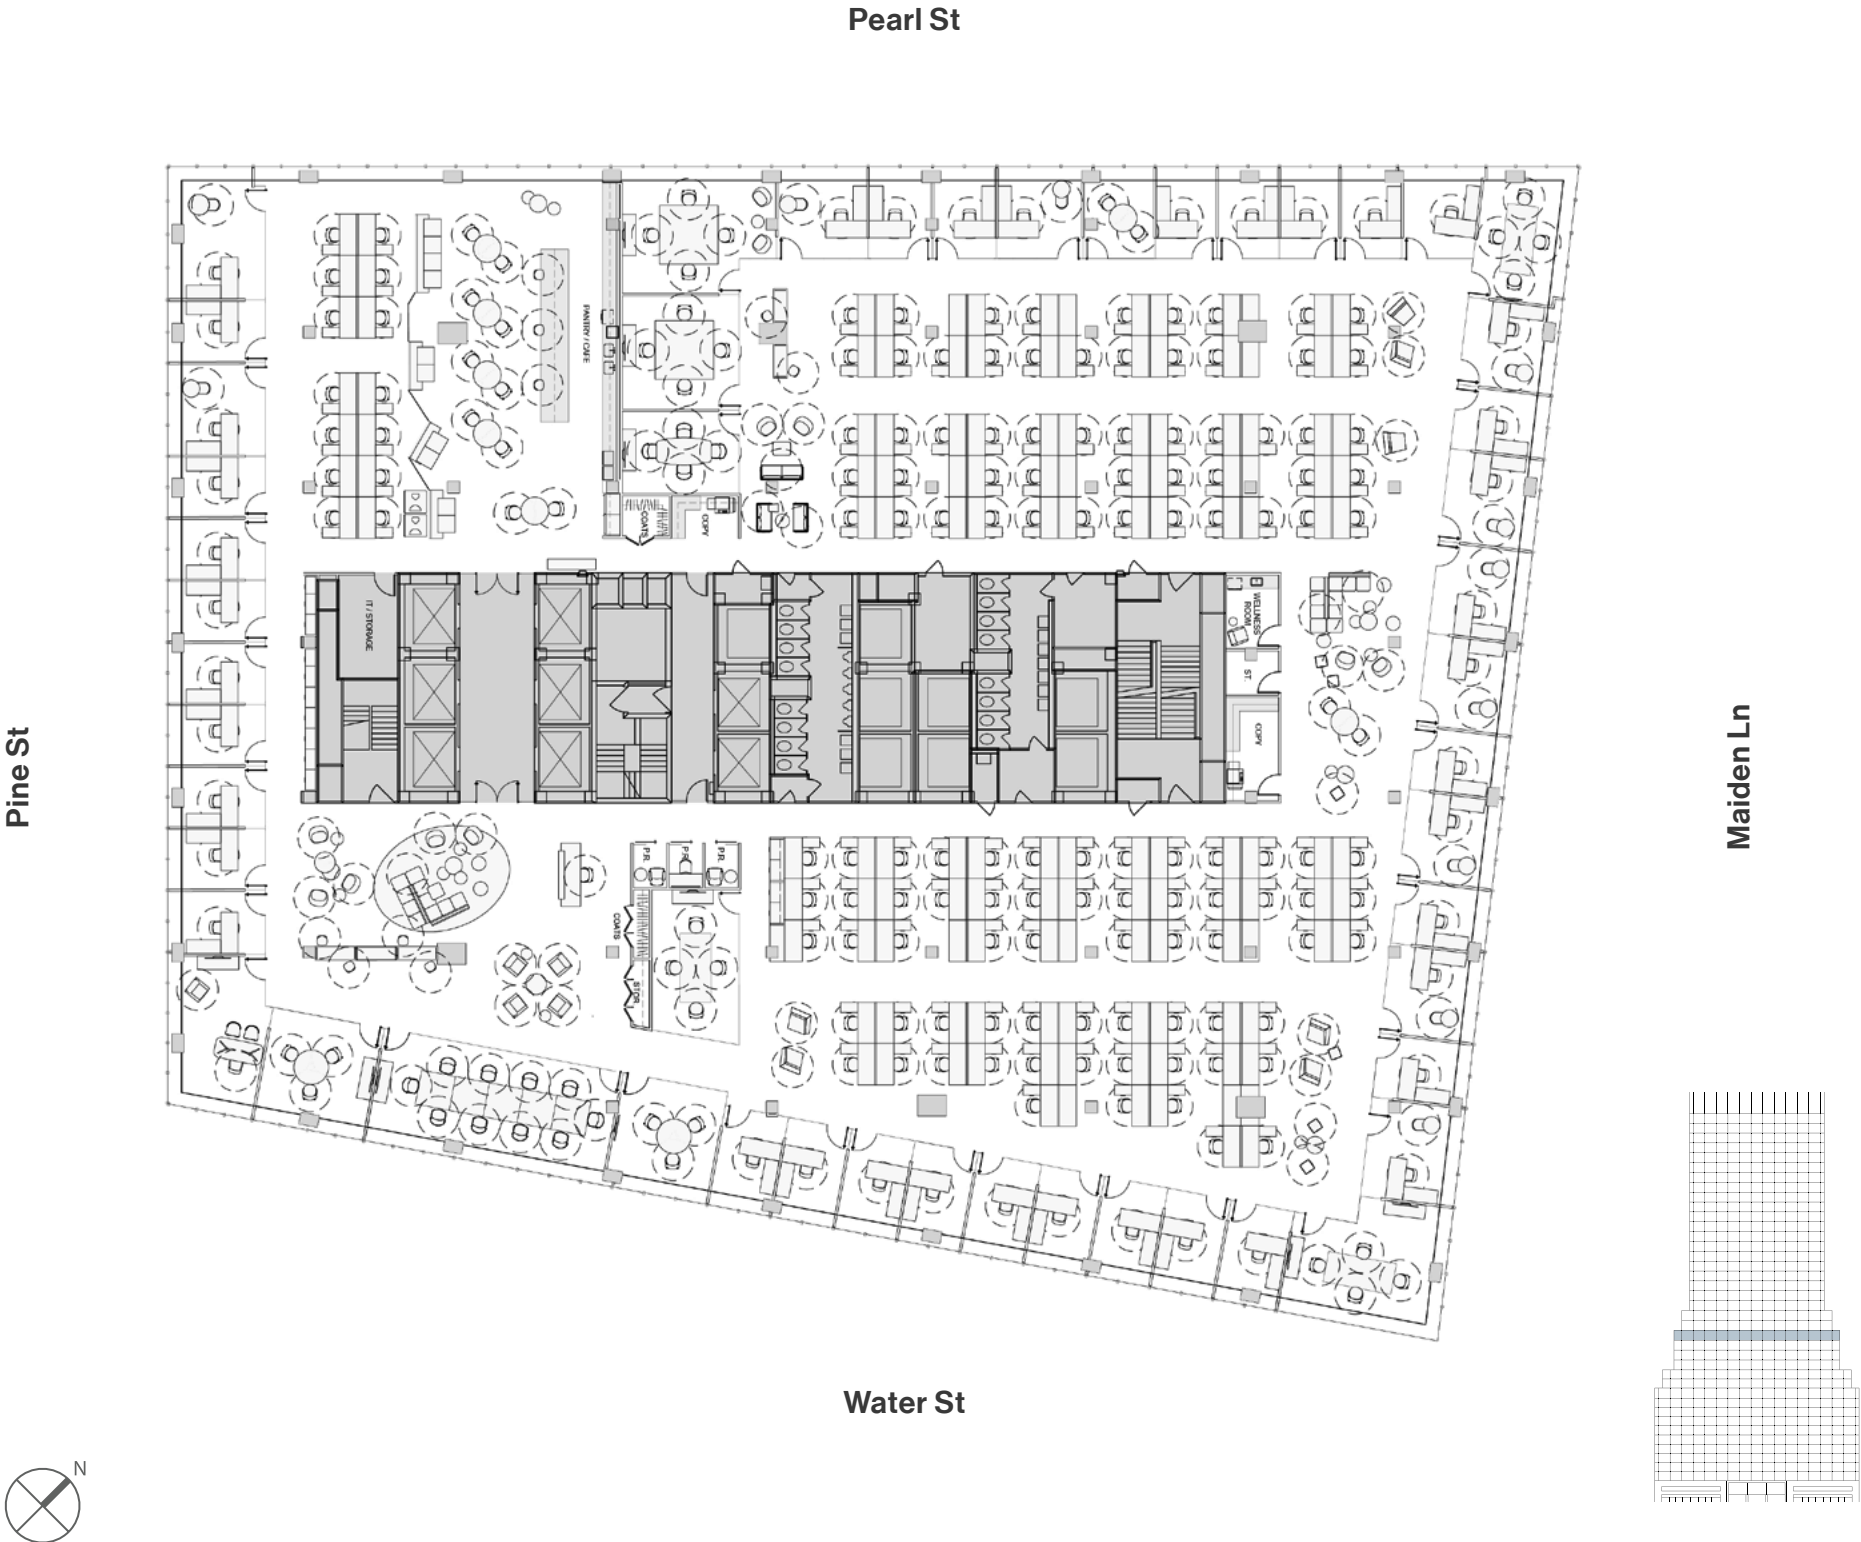 Pearl St
PANTRY / CAFE
COATS
COPY
IT / STORAGE
WELLNESS
ROOM
ST.
COPY
Pine St
Maiden Ln
P.R.
P.R.
P.R.
COATS
STOR.
Water St
N